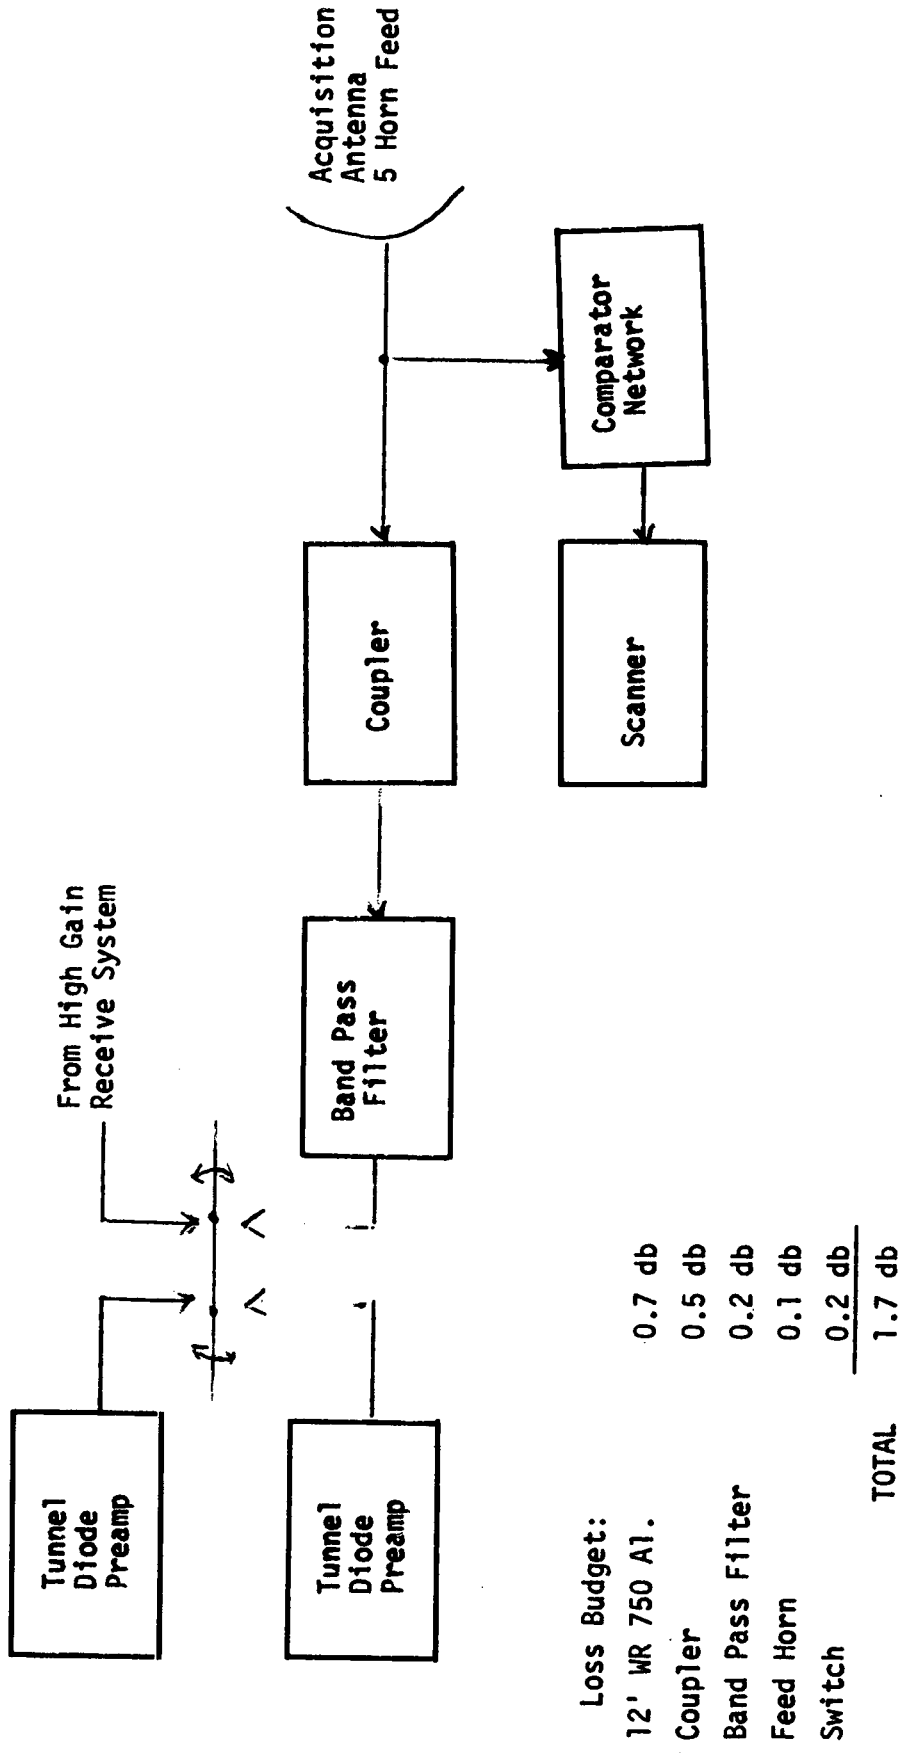 Tunnel
Diode
Preamp
From High Gain
Receive System
Tunnel
Diode
Preamp
Band Pass
Filter
Coupler
Acquisition
Antenna
5 Horn Feed
Scanner
Comparator
Network
Loss Budget:
12' WR 750 Al. 0.7 db
Coupler 0.5 db
Band Pass Filter 0.2 db
Feed Horn 0.1 db
Switch 0.2 db
TOTAL 1.7 db